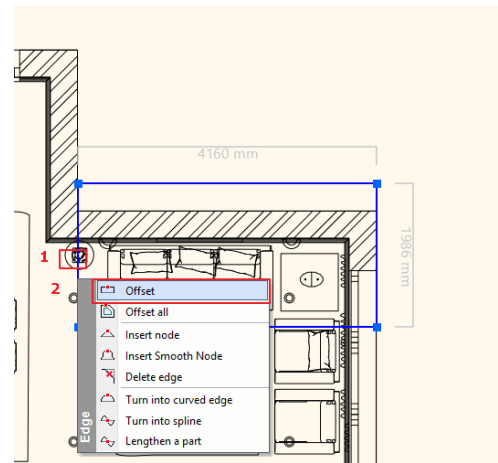 4160 mm
1986 mm
1
2
Offset
Offset all
Insert node
Insert Smooth Node
Delete edge
Turn into curved edge
Turn into spline
Lengthen a part
Edge